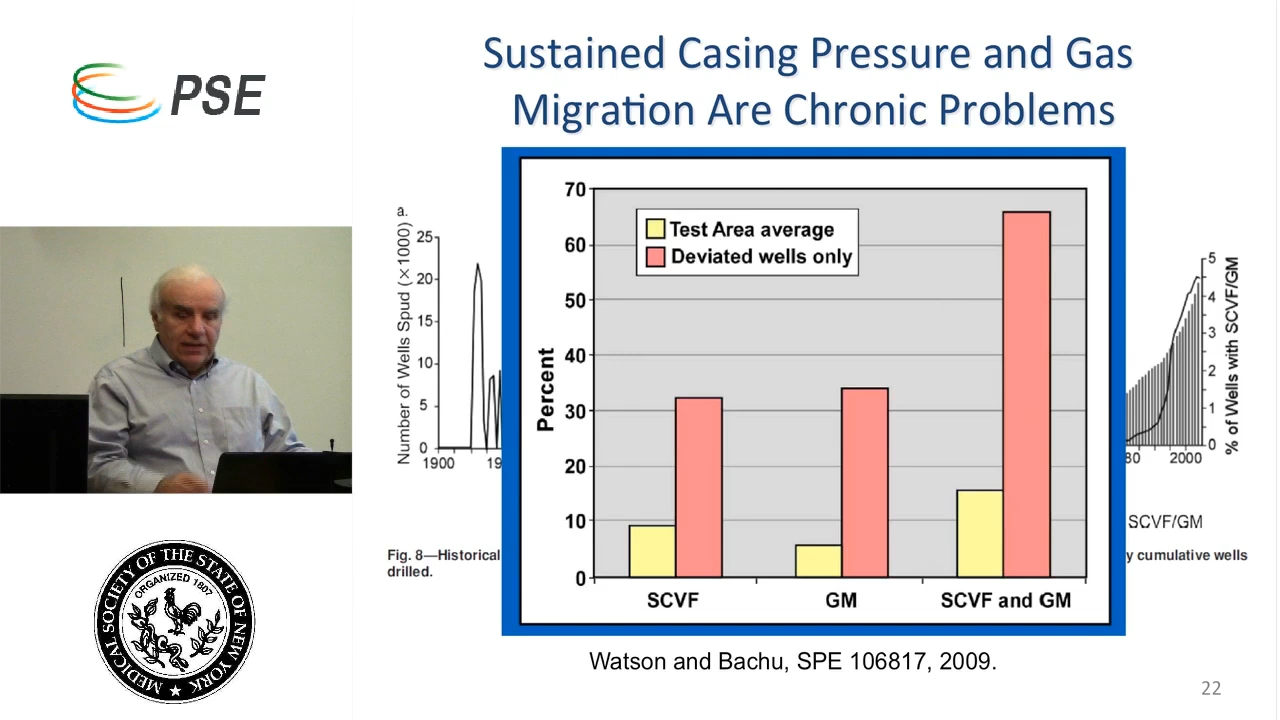 PSE
Sustained Casing Pressure and Gas
Migration Are Chronic Problems
a.
Number of Wells Spud (×1000)
25
20
15
10
5
0
1900
19
70
60
50
40
30
20
10
0
Percent
Test Area average
Deviated wells only
SCVF
GM
SCVF and GM
5
4
3
2
1
0
% of Wells with SCVF/GM
80
2000
SCVF/GM
Fig. 8—Historical
drilled.
y cumulative wells
Watson and Bachu, SPE 106817, 2009.
22
MEDICAL SOCIETY OF THE STATE OF NEW YORK
ORGANIZED 1807